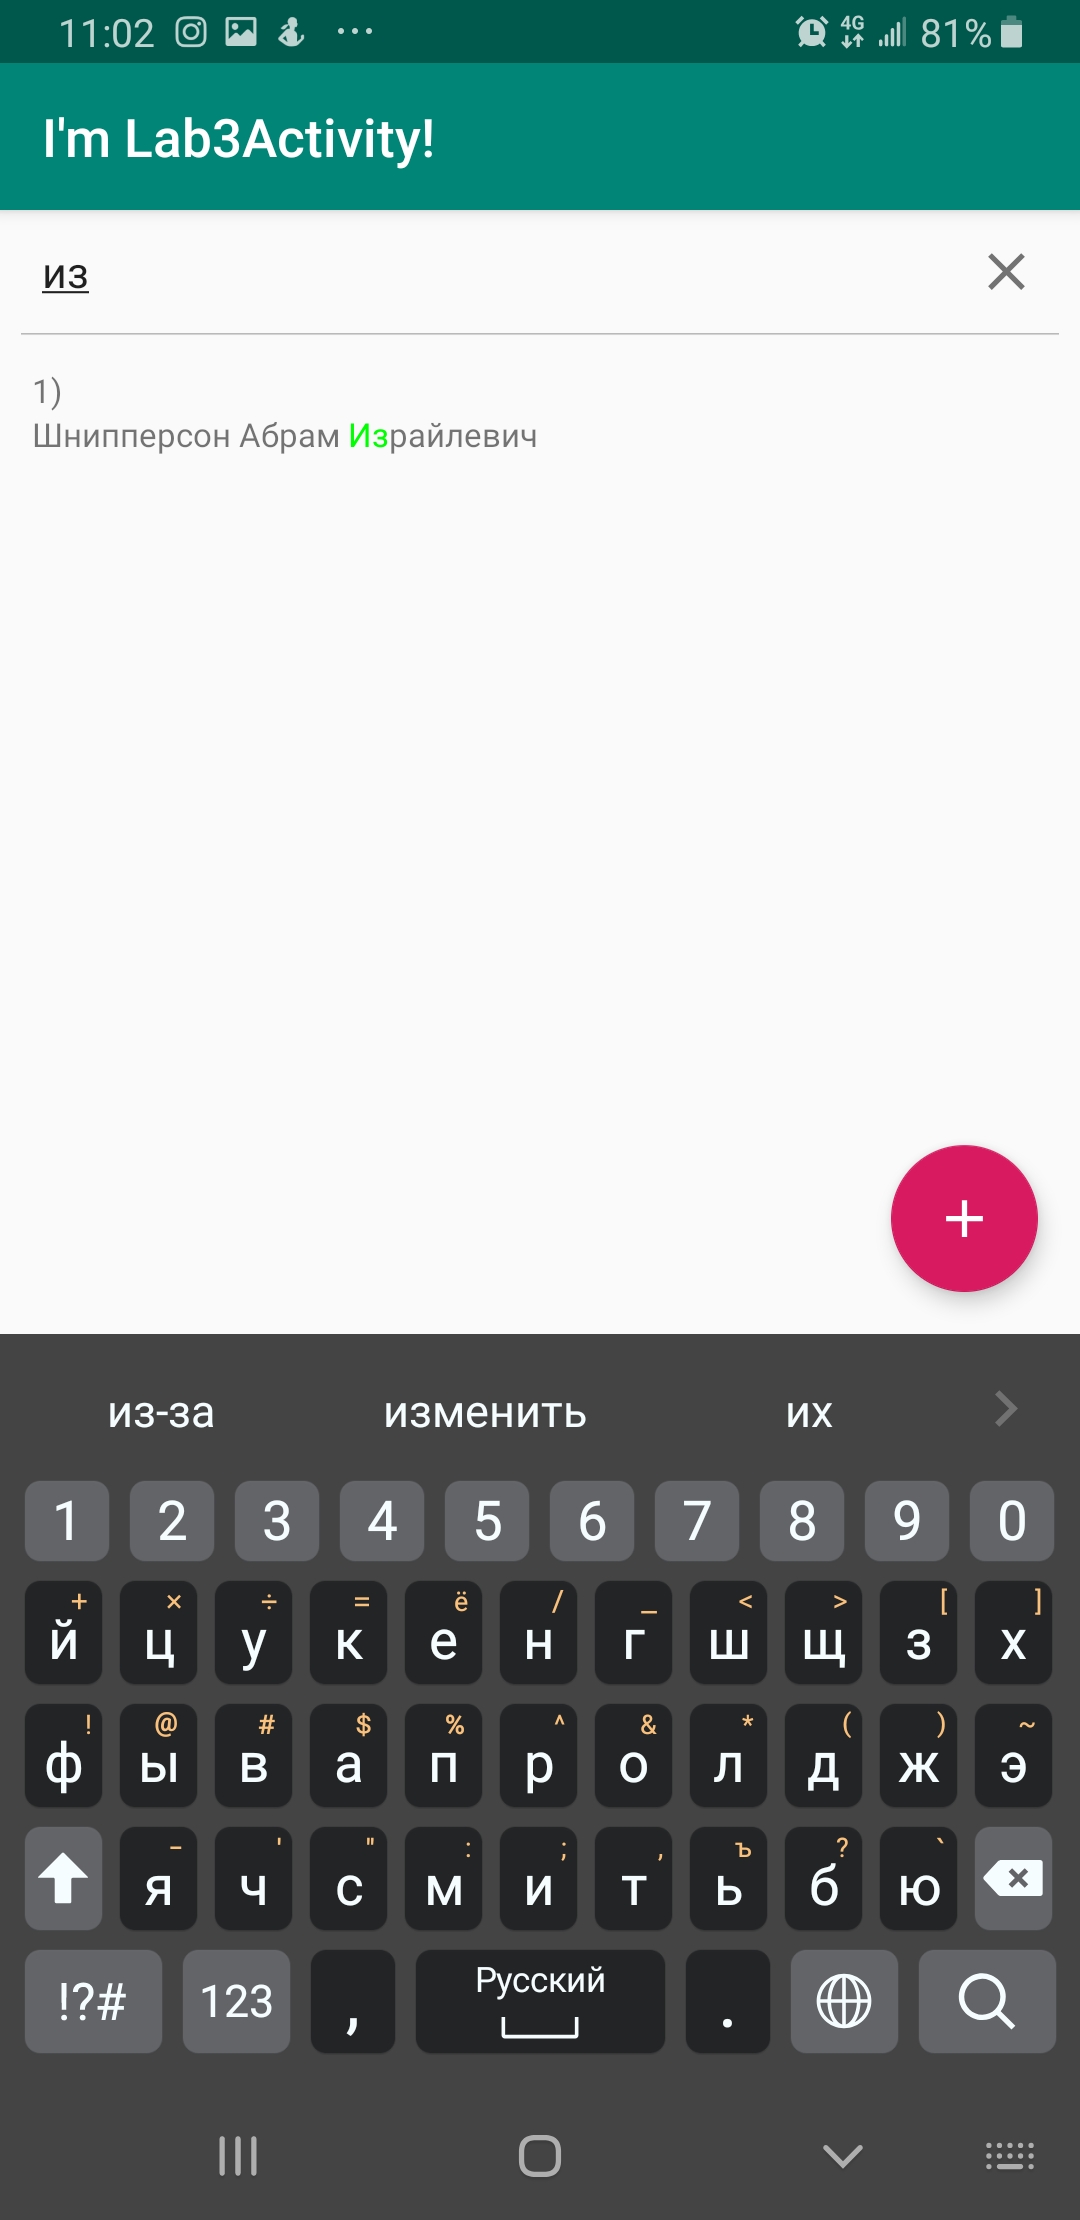 11:02 ... 4G 81%
I'm Lab3Activity!
из
1)
Шнипперсон Абрам Израйлевич
+
из-за изменить их
1 2 3 4 5 6 7 8 9 0
+ × ÷ = ё / _ < > [ ]
й ц у к е н г ш щ з х
! @ # $ % ^ & * ( ) ~
ф ы в а п р о л д ж э
- ' " : ; , ъ ? `
я ч с м и т ь б ю
!?# 123 , Русский .